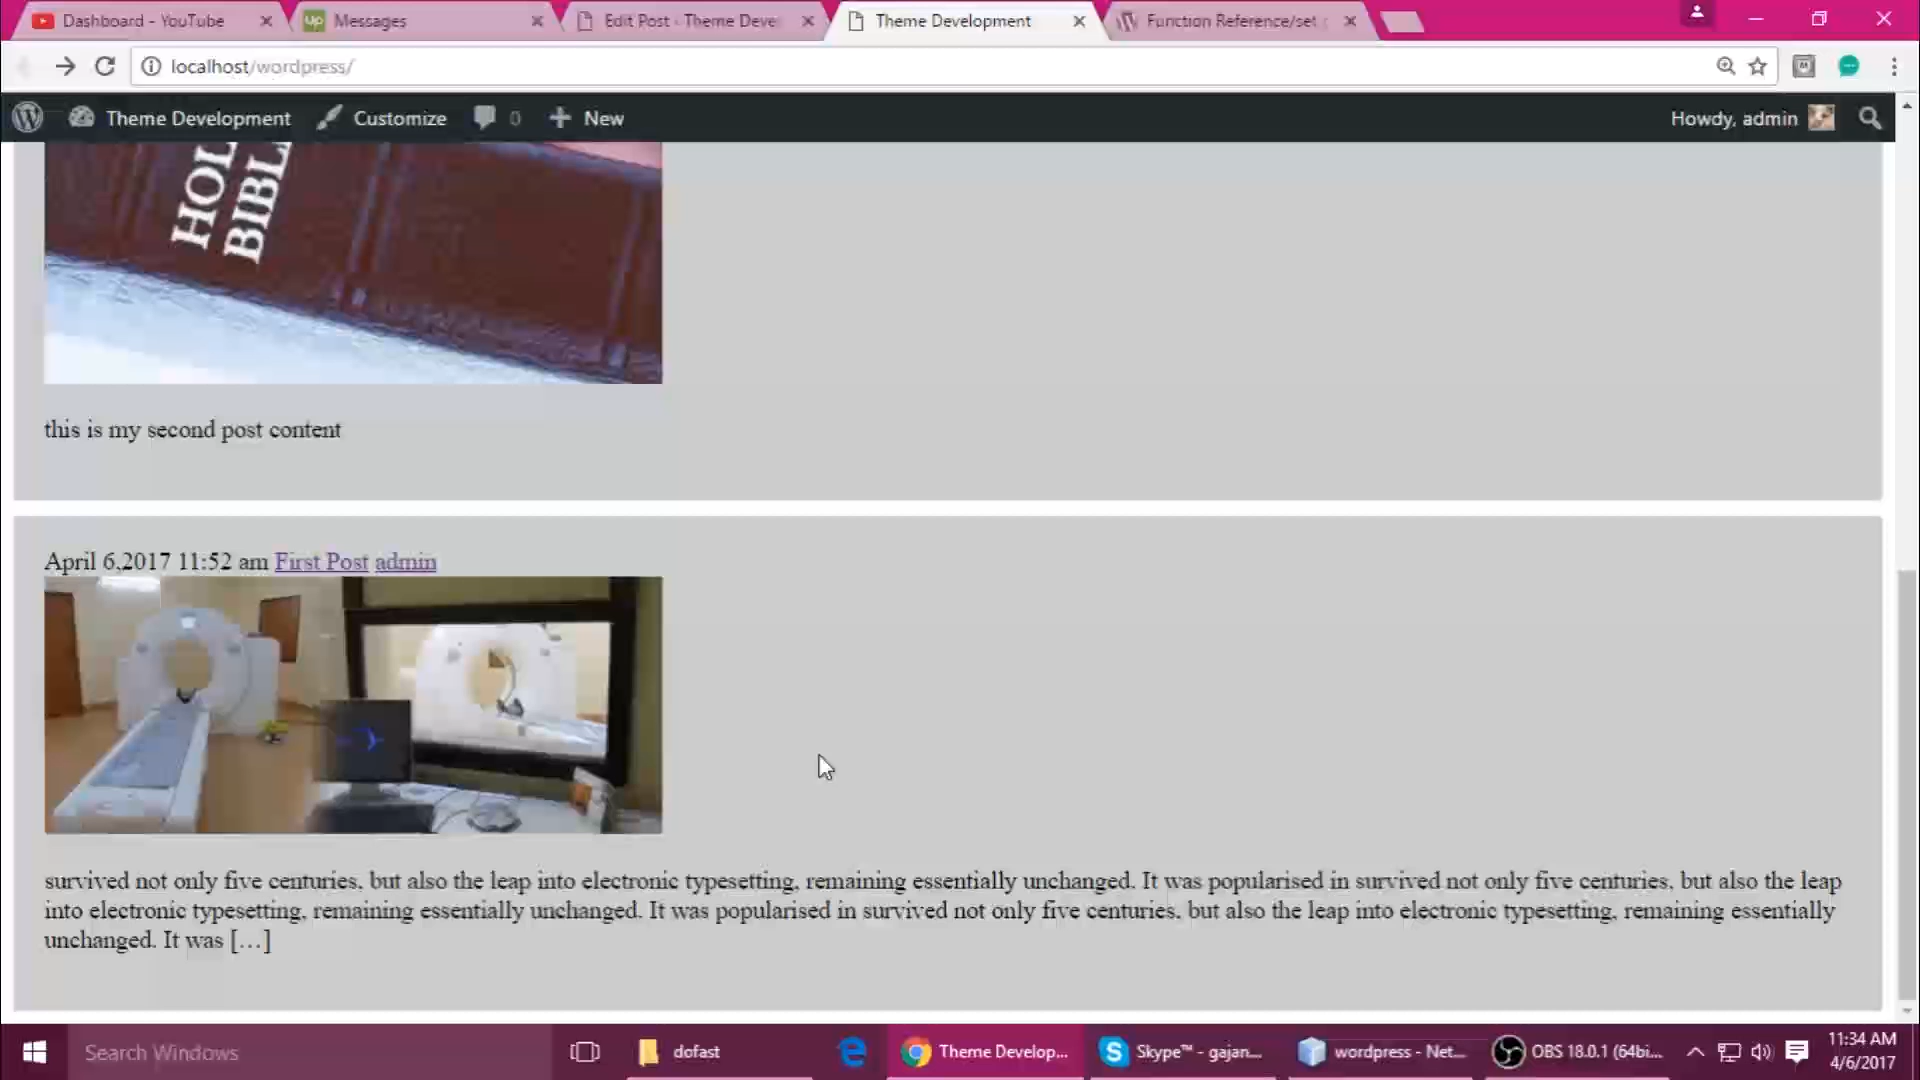 Dashboard - YouTube
Up Messages
Edit Post - Theme Deve
Theme Development
Function Reference/set
localhost/wordpress/
Theme Development
Customize
0
New
Howdy, admin
HOL
BIBL
this is my second post content
April 6,2017 11:52 am First Post admin
survived not only five centuries, but also the leap into electronic typesetting, remaining essentially unchanged. It was popularised in survived not only five centuries, but also the leap
into electronic typesetting, remaining essentially unchanged. It was popularised in survived not only five centuries, but also the leap into electronic typesetting, remaining essentially
unchanged. It was […]
Search Windows
dofast
Theme Develop...
Skype™ - gajan...
wordpress - Net...
OBS 18.0.1 (64bi...
11:34 AM
4/6/2017